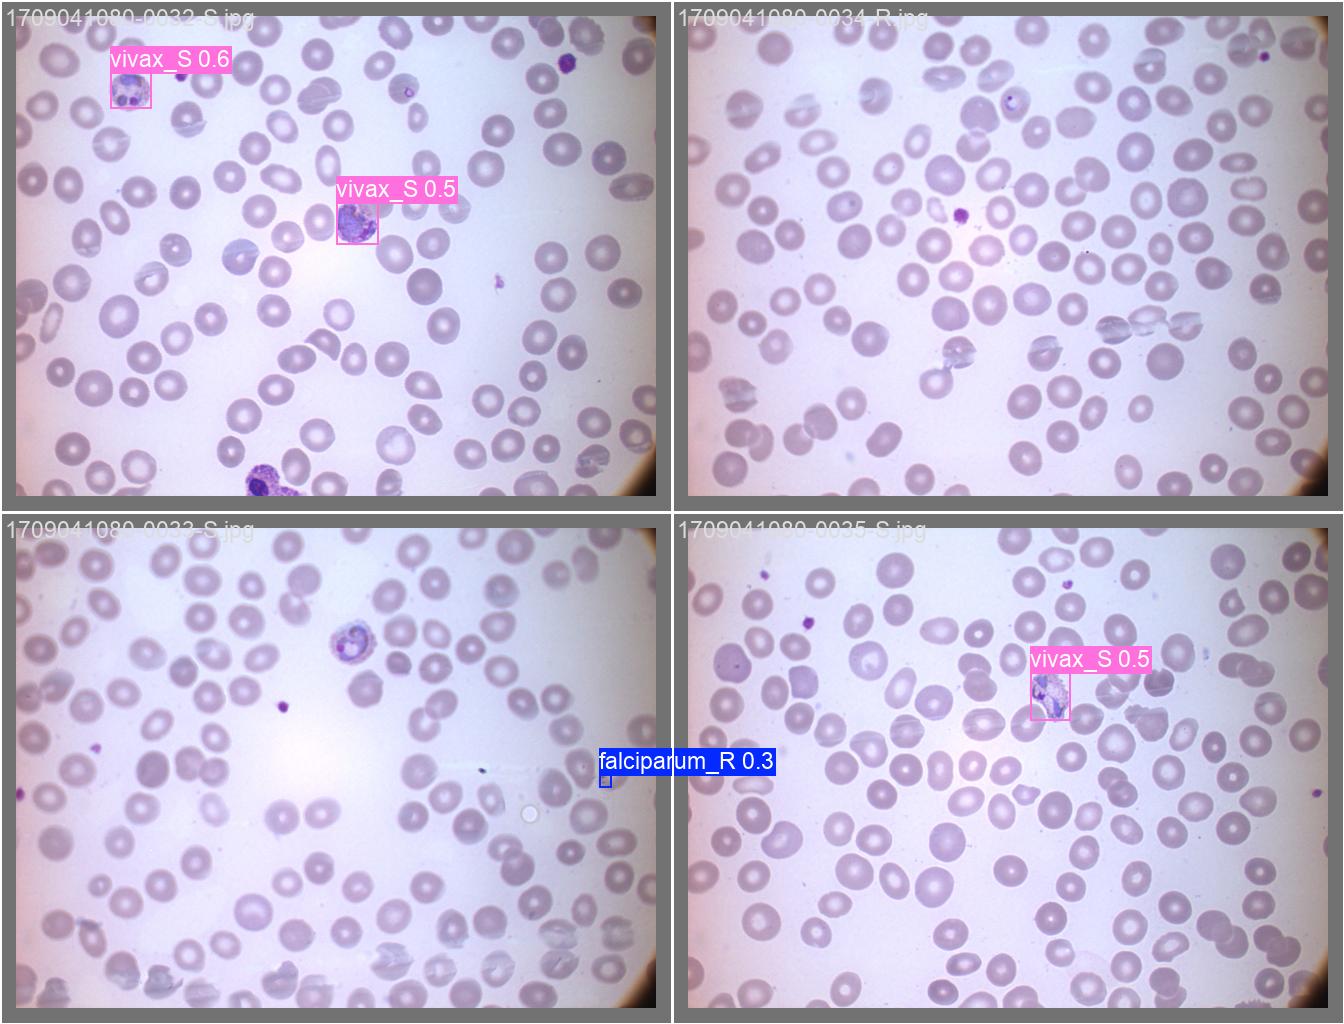 1709041080-0032-S.jpg
vivax_S 0.6
vivax_S 0.5
1709041080-0034-R.jpg
1709041080-0033-S.jpg
falciparum_R 0.3
1709041080-0035-S.jpg
vivax_S 0.5